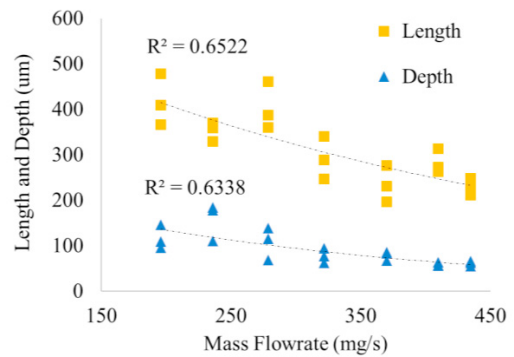 600
500
400
300
200
100
0
Length and Depth (um)
R² = 0.6522
R² = 0.6338
Length
Depth
150
250
350
450
Mass Flowrate (mg/s)